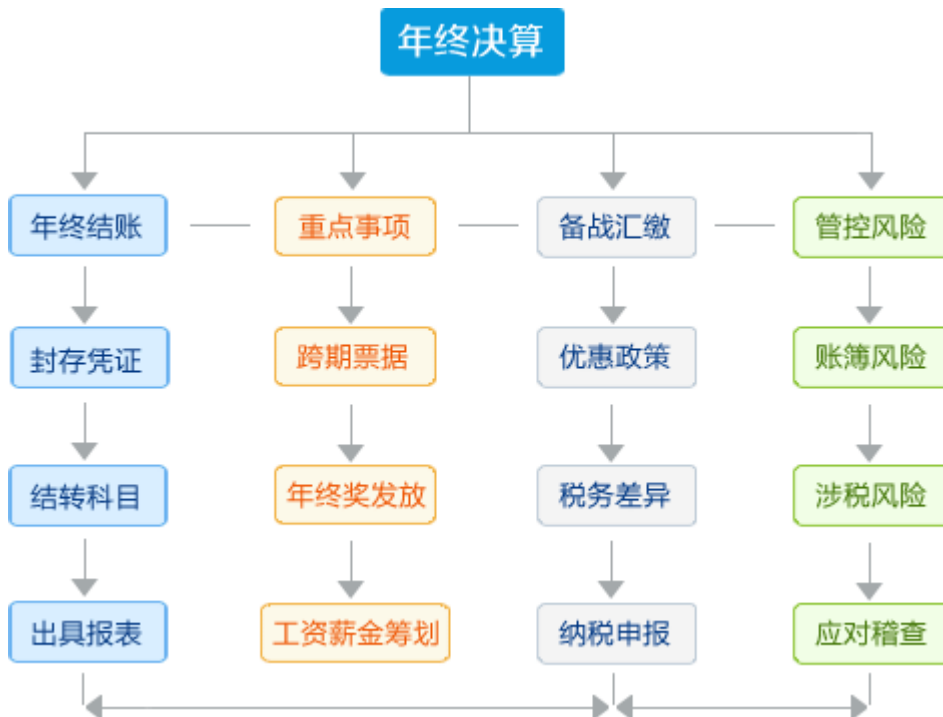 年终决算
年终结账
重点事项
备战汇缴
管控风险
封存凭证
跨期票据
优惠政策
账簿风险
结转科目
年终奖发放
税务差异
涉税风险
出具报表
工资薪金筹划
纳税申报
应对稽查